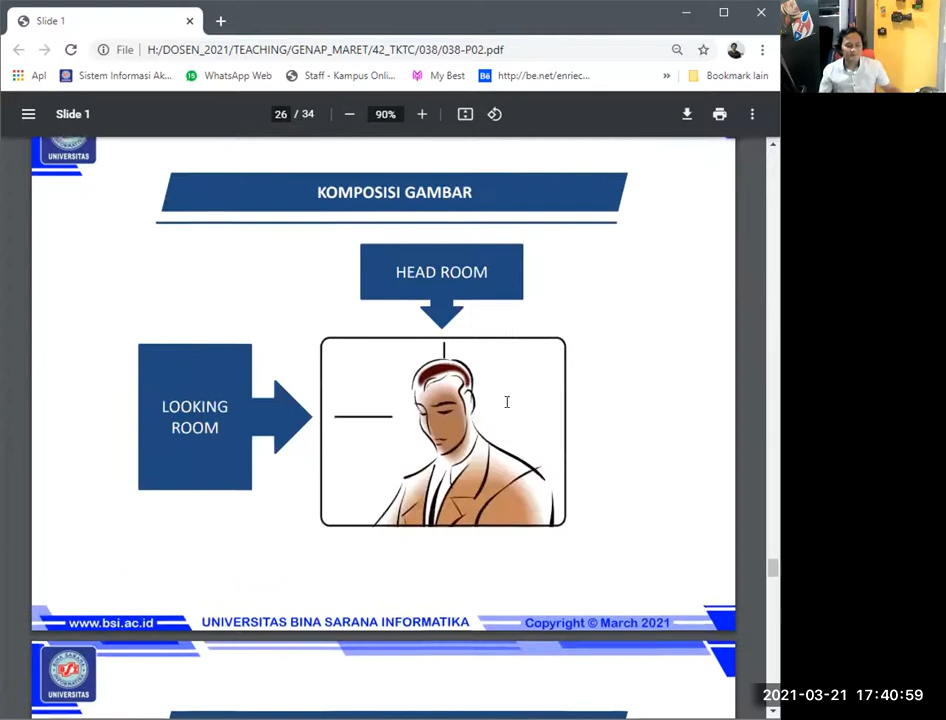 Slide 1
File
H:/DOSEN_2021/TEACHING/GENAP_MARET/42_TKTC/038/038-P02.pdf
Apl
Sistem Informasi Ak...
WhatsApp Web
Staff - Kampus Onli...
My Best
Bē
http://be.net/enriec...
»
Bookmark lain
Slide 1
26 / 34
90%
UNIVERSITAS
KOMPOSISI GAMBAR
HEAD ROOM
LOOKING
ROOM
www.bsi.ac.id
UNIVERSITAS BINA SARANA INFORMATIKA
Copyright © March 2021
UNIVERSITAS
2021-03-21 17:40:59